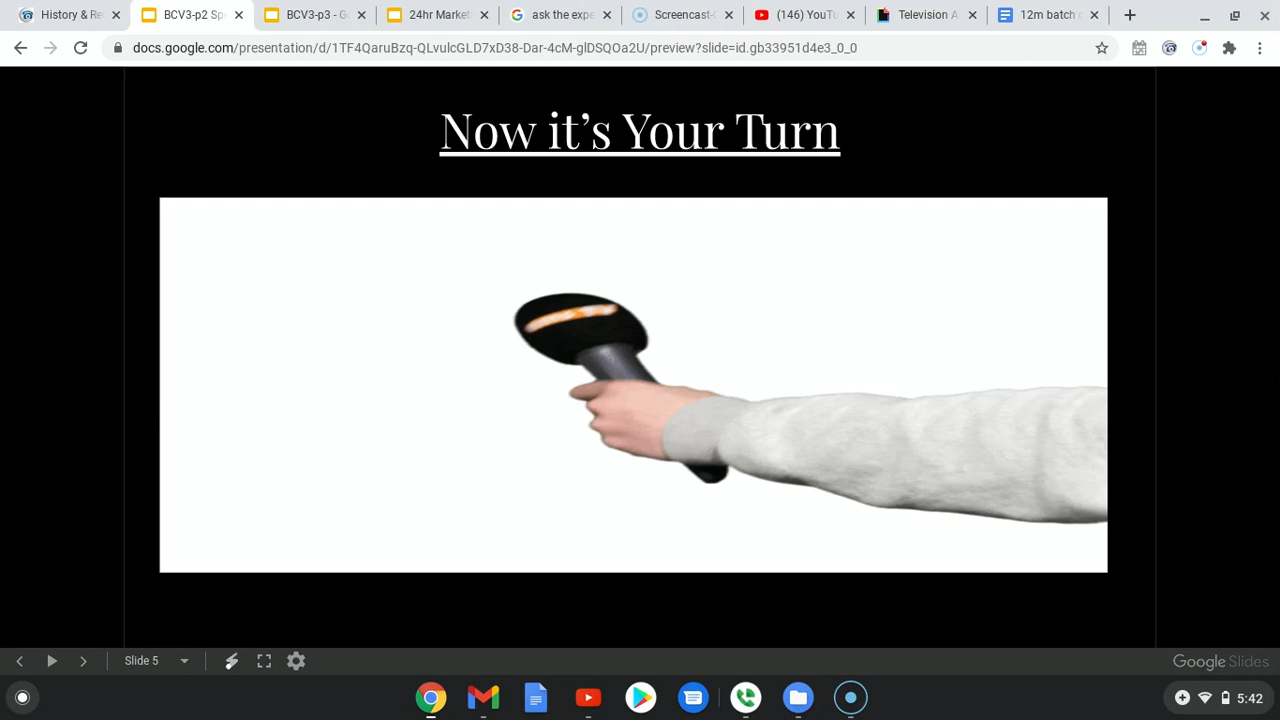 History & Re
BCV3-p2 Sp
BCV3-p3 - G
24hr Market
ask the expe
Screencast-
(146) YouTu
Television A
12m batch c
docs.google.com/presentation/d/1TF4QaruBzq-QLvulcGLD7xD38-Dar-4cM-glDSQOa2U/preview?slide=id.gb33951d4e3_0_0
Now it’s Your Turn
Slide 5
Google Slides
5:42